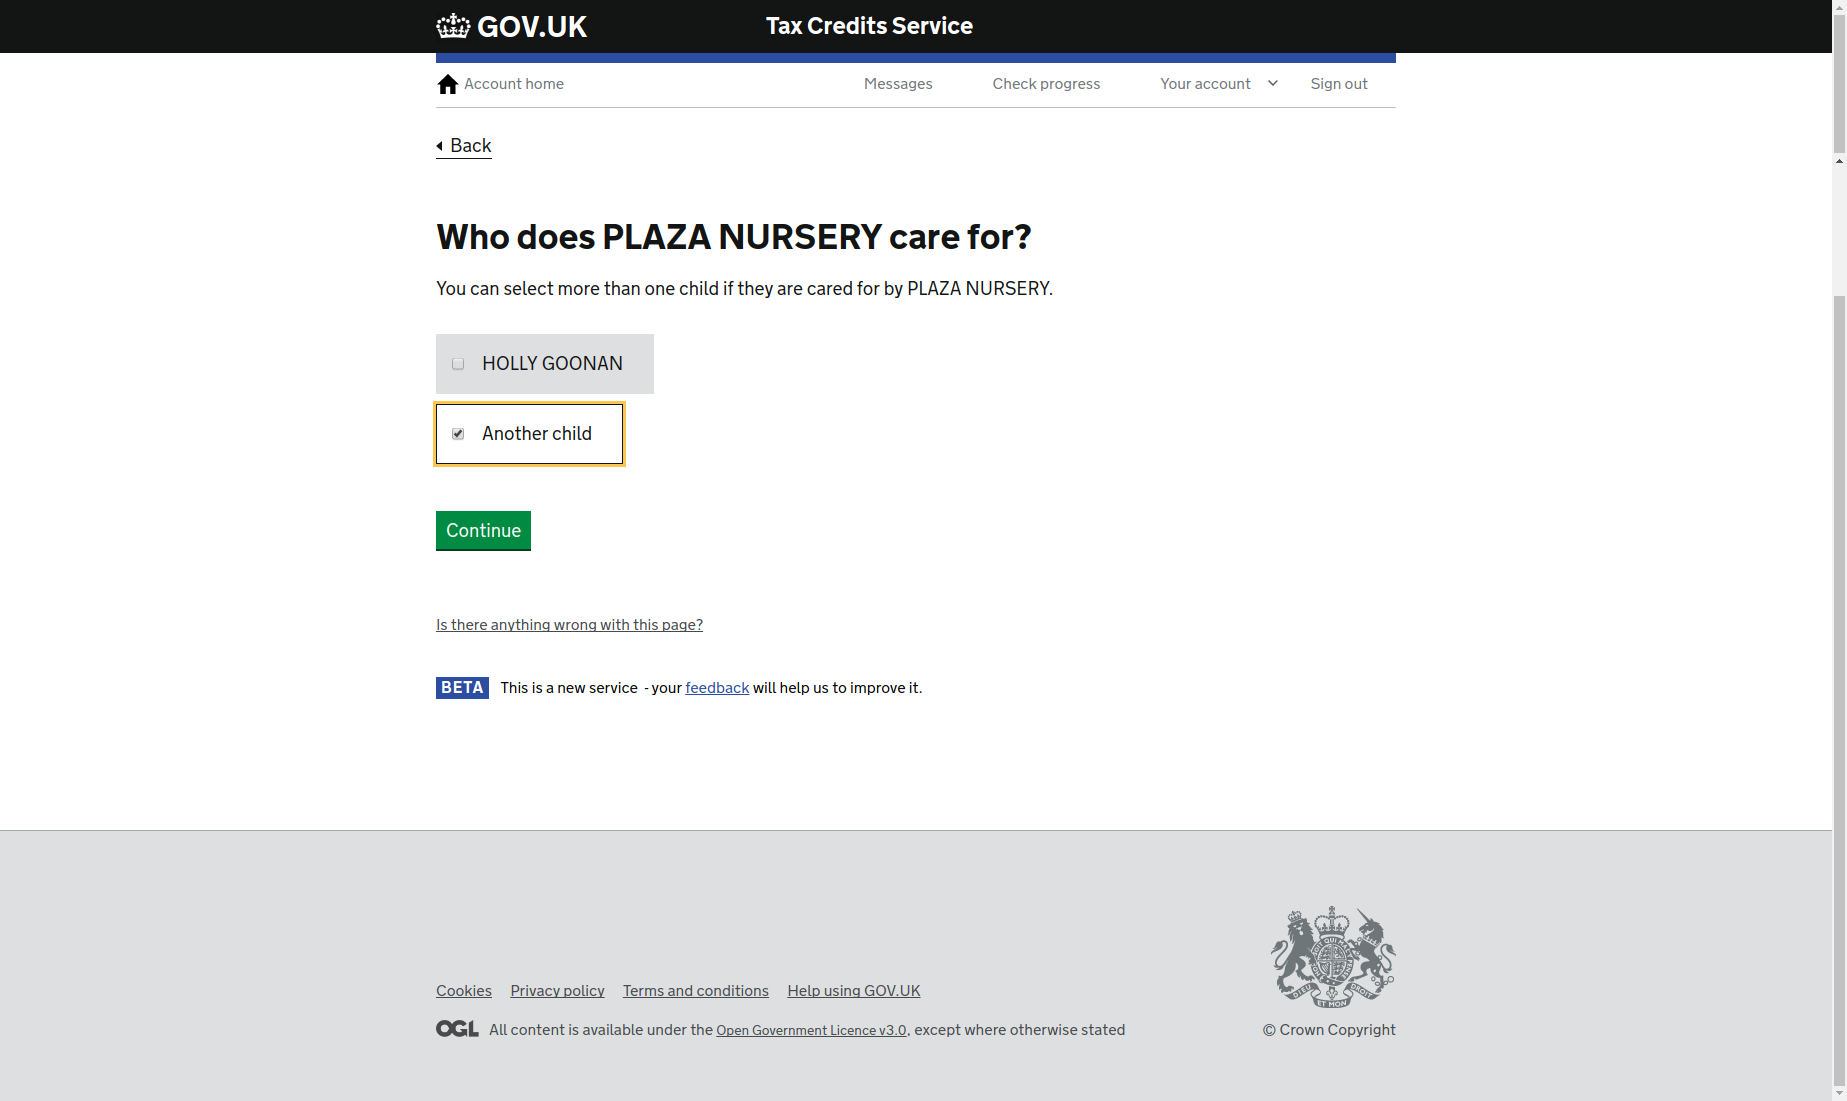 GOV.UK
Tax Credits Service
Account home
Messages
Check progress
Your account
Sign out
Back
Who does PLAZA NURSERY care for?
You can select more than one child if they are cared for by PLAZA NURSERY.
HOLLY GOONAN
Another child
Continue
Is there anything wrong with this page?
BETA This is a new service - your feedback will help us to improve it.
Cookies Privacy policy Terms and conditions Help using GOV.UK
OGL All content is available under the Open Government Licence v3.0, except where otherwise stated
© Crown Copyright